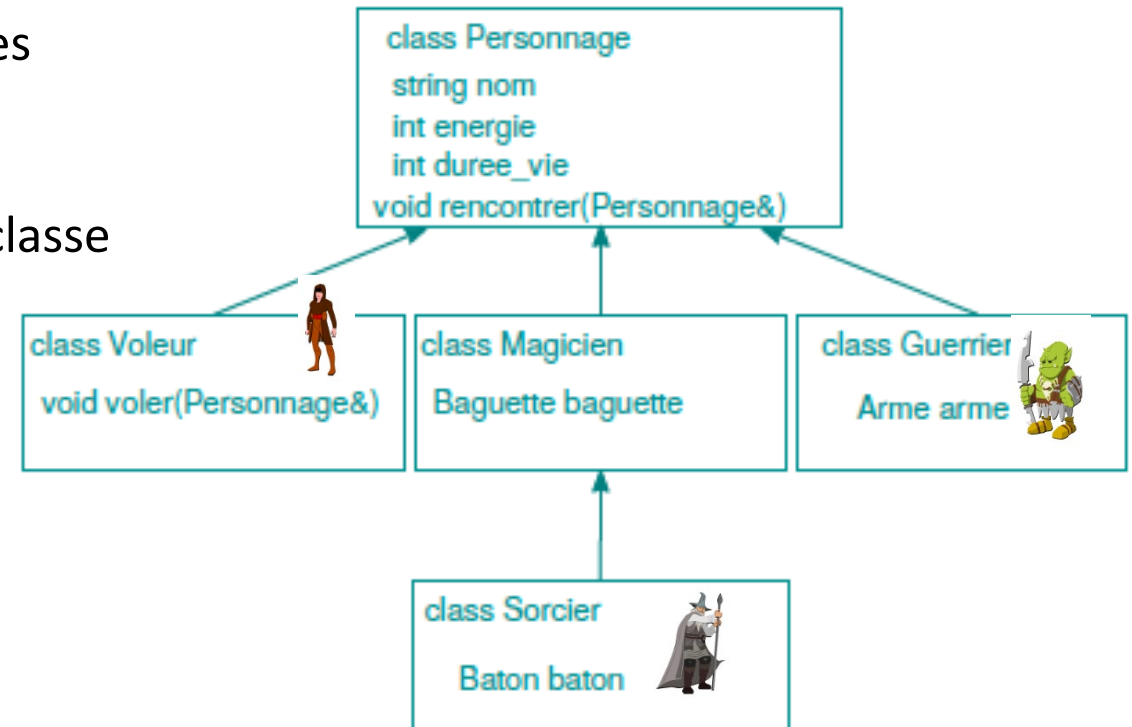 es
classe
class Personnage
string nom
int energie
int duree_vie
void rencontrer(Personnage&)
class Voleur
void voler(Personnage&)
class Magicien
Baguette baguette
class Guerrier
Arme arme
class Sorcier
Baton baton